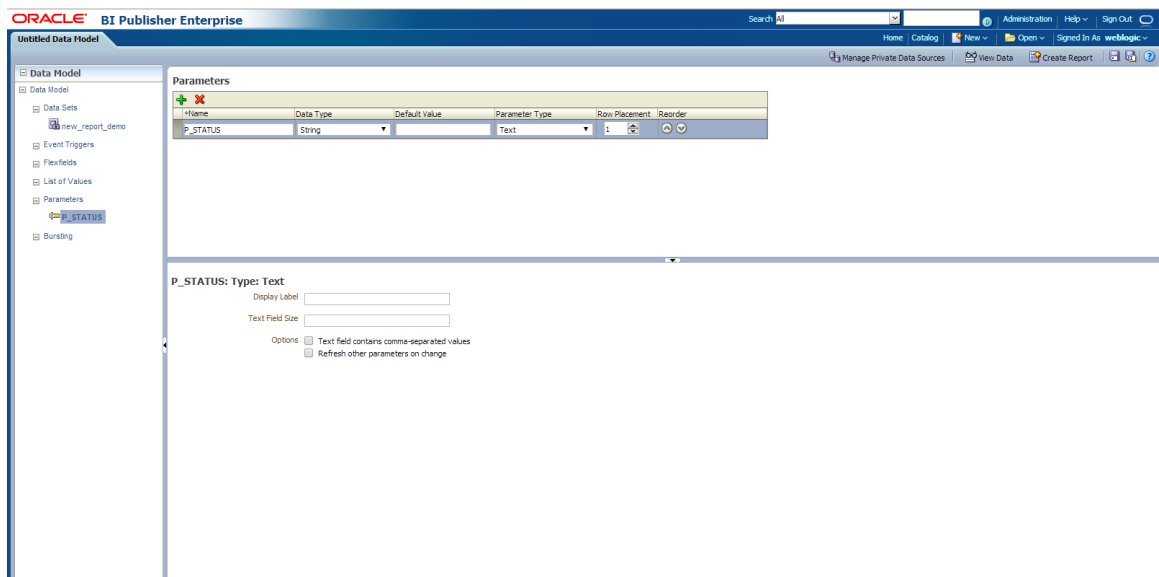 ORACLE BI Publisher Enterprise
Search All
Administration Help Sign Out
Untitled Data Model
Home Catalog New Open Signed In As weblogic
Manage Private Data Sources View Data Create Report
Data Model
Data Model
Data Sets
new_report_demo
Event Triggers
Flexfields
List of Values
Parameters
P_STATUS
Bursting
Parameters
*Name Data Type Default Value Parameter Type Row Placement Reorder
P_STATUS String Text 1
P_STATUS: Type: Text
Display Label
Text Field Size
Options Text field contains comma-separated values
Refresh other parameters on change